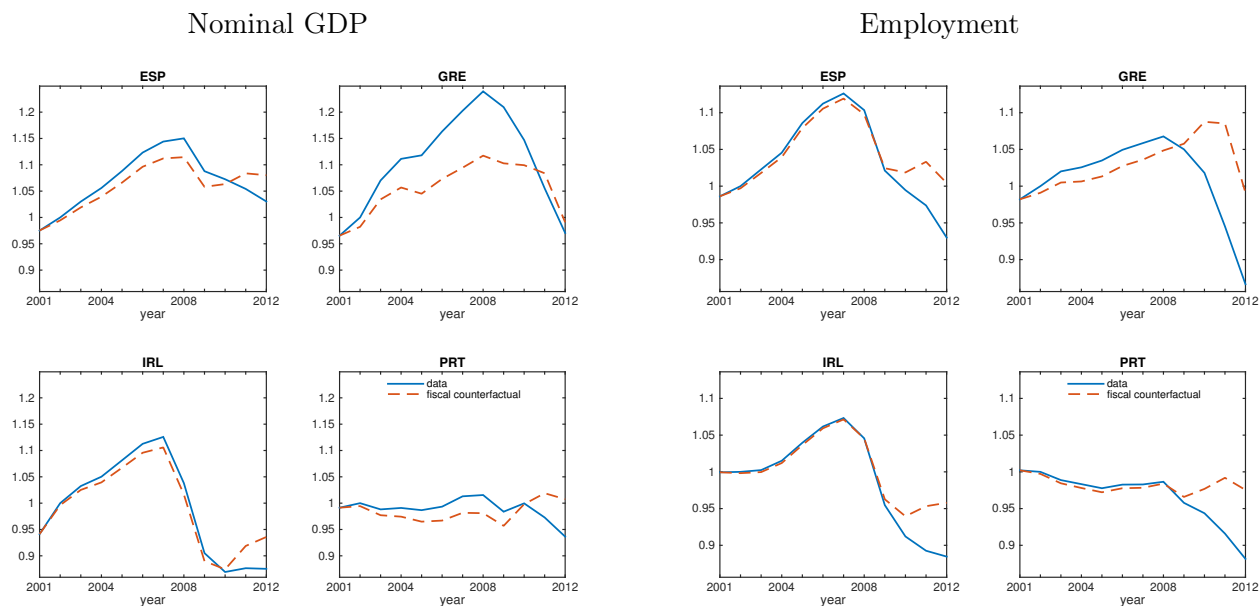 Nominal GDP
Employment
ESP
1.2
1.15
1.1
1.05
1
0.95
0.9
2001 2004 2008 2012
year
GRE
1.2
1.15
1.1
1.05
1
0.95
0.9
2001 2004 2008 2012
year
ESP
1.1
1.05
1
0.95
0.9
2001 2004 2008 2012
year
GRE
1.1
1.05
1
0.95
0.9
2001 2004 2008 2012
year
IRL
1.2
1.15
1.1
1.05
1
0.95
0.9
2001 2004 2008 2012
year
PRT
data
fiscal counterfactual
1.2
1.15
1.1
1.05
1
0.95
0.9
2001 2004 2008 2012
year
IRL
1.1
1.05
1
0.95
0.9
2001 2004 2008 2012
year
PRT
data
fiscal counterfactual
1.1
1.05
1
0.95
0.9
2001 2004 2008 2012
year